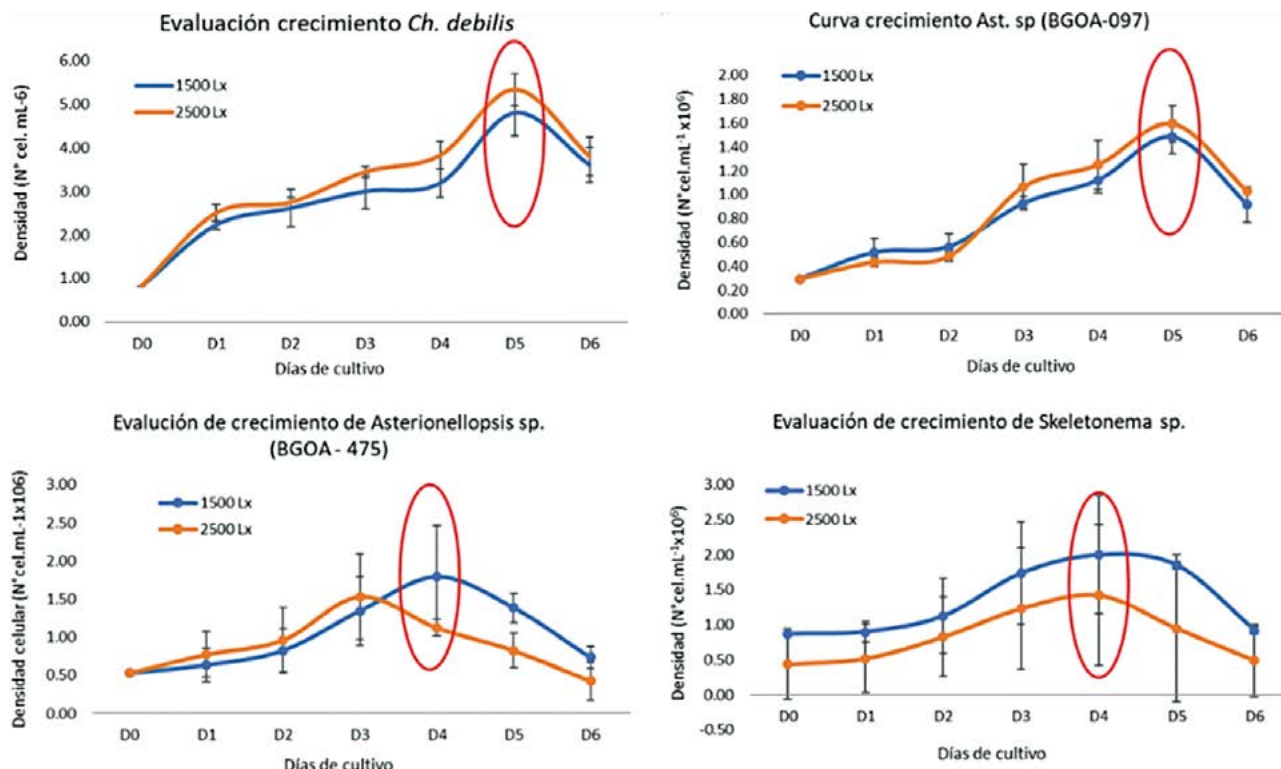 Evaluación crecimiento Ch. debilis
Densidad (N° cel. mL-6)
6.00
5.00
4.00
3.00
2.00
1.00
0.00
1500 Lx
2500 Lx
D0 D1 D2 D3 D4 D5 D6
Días de cultivo
Curva crecimiento Ast. sp (BGOA-097)
Densidad (N°cel.mL⁻¹ x10⁶)
2.00
1.80
1.60
1.40
1.20
1.00
0.80
0.60
0.40
0.20
0.00
1500 Lx
2500 Lx
D0 D1 D2 D3 D4 D5 D6
Días de cultivo
Evalución de crecimiento de Asterionellopsis sp.
(BGOA - 475)
Densidad celular (N°cel.mL-1x106)
3.00
2.50
2.00
1.50
1.00
0.50
0.00
1500 Lx
2500 Lx
D0 D1 D2 D3 D4 D5 D6
Días de cultivo
Evaluación de crecimiento de Skeletonema sp.
Densidad (N°cel.mL⁻¹x10⁶)
3.00
2.50
2.00
1.50
1.00
0.50
0.00
-0.50
1500 Lx
2500 Lx
D0 D1 D2 D3 D4 D5 D6
Días de cultivo